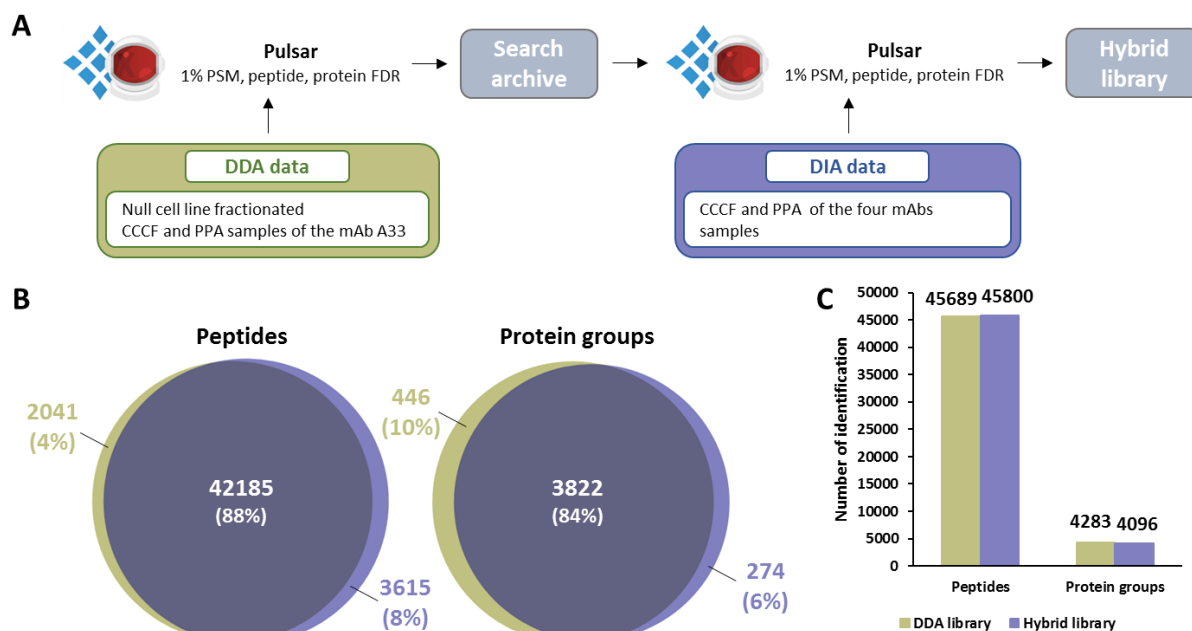 A
Pulsar
1% PSM, peptide, protein FDR
Search
archive
Pulsar
1% PSM, peptide, protein FDR
Hybrid
library
DDA data
Null cell line fractionated
CCCF and PPA samples of the mAb A33
DIA data
CCCF and PPA of the four mAbs
samples
B
Peptides
2041
(4%)
42185
(88%)
3615
(8%)
Protein groups
446
(10%)
3822
(84%)
274
(6%)
C
Number of identification
50000
45000
40000
35000
30000
25000
20000
15000
10000
5000
0
45689
45800
4283
4096
Peptides
Protein groups
DDA library
Hybrid library